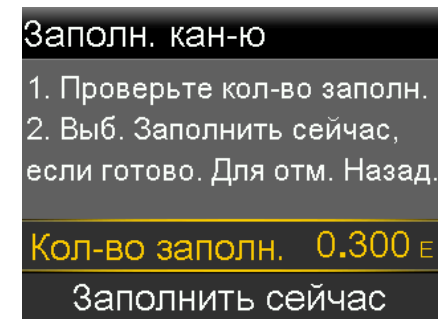 Заполн. кан-ю
1. Проверьте кол-во заполн.
2. Выб. Заполнить сейчас,
если готово. Для отм. Назад.
Кол-во заполн. 0.300 Е
Заполнить сейчас